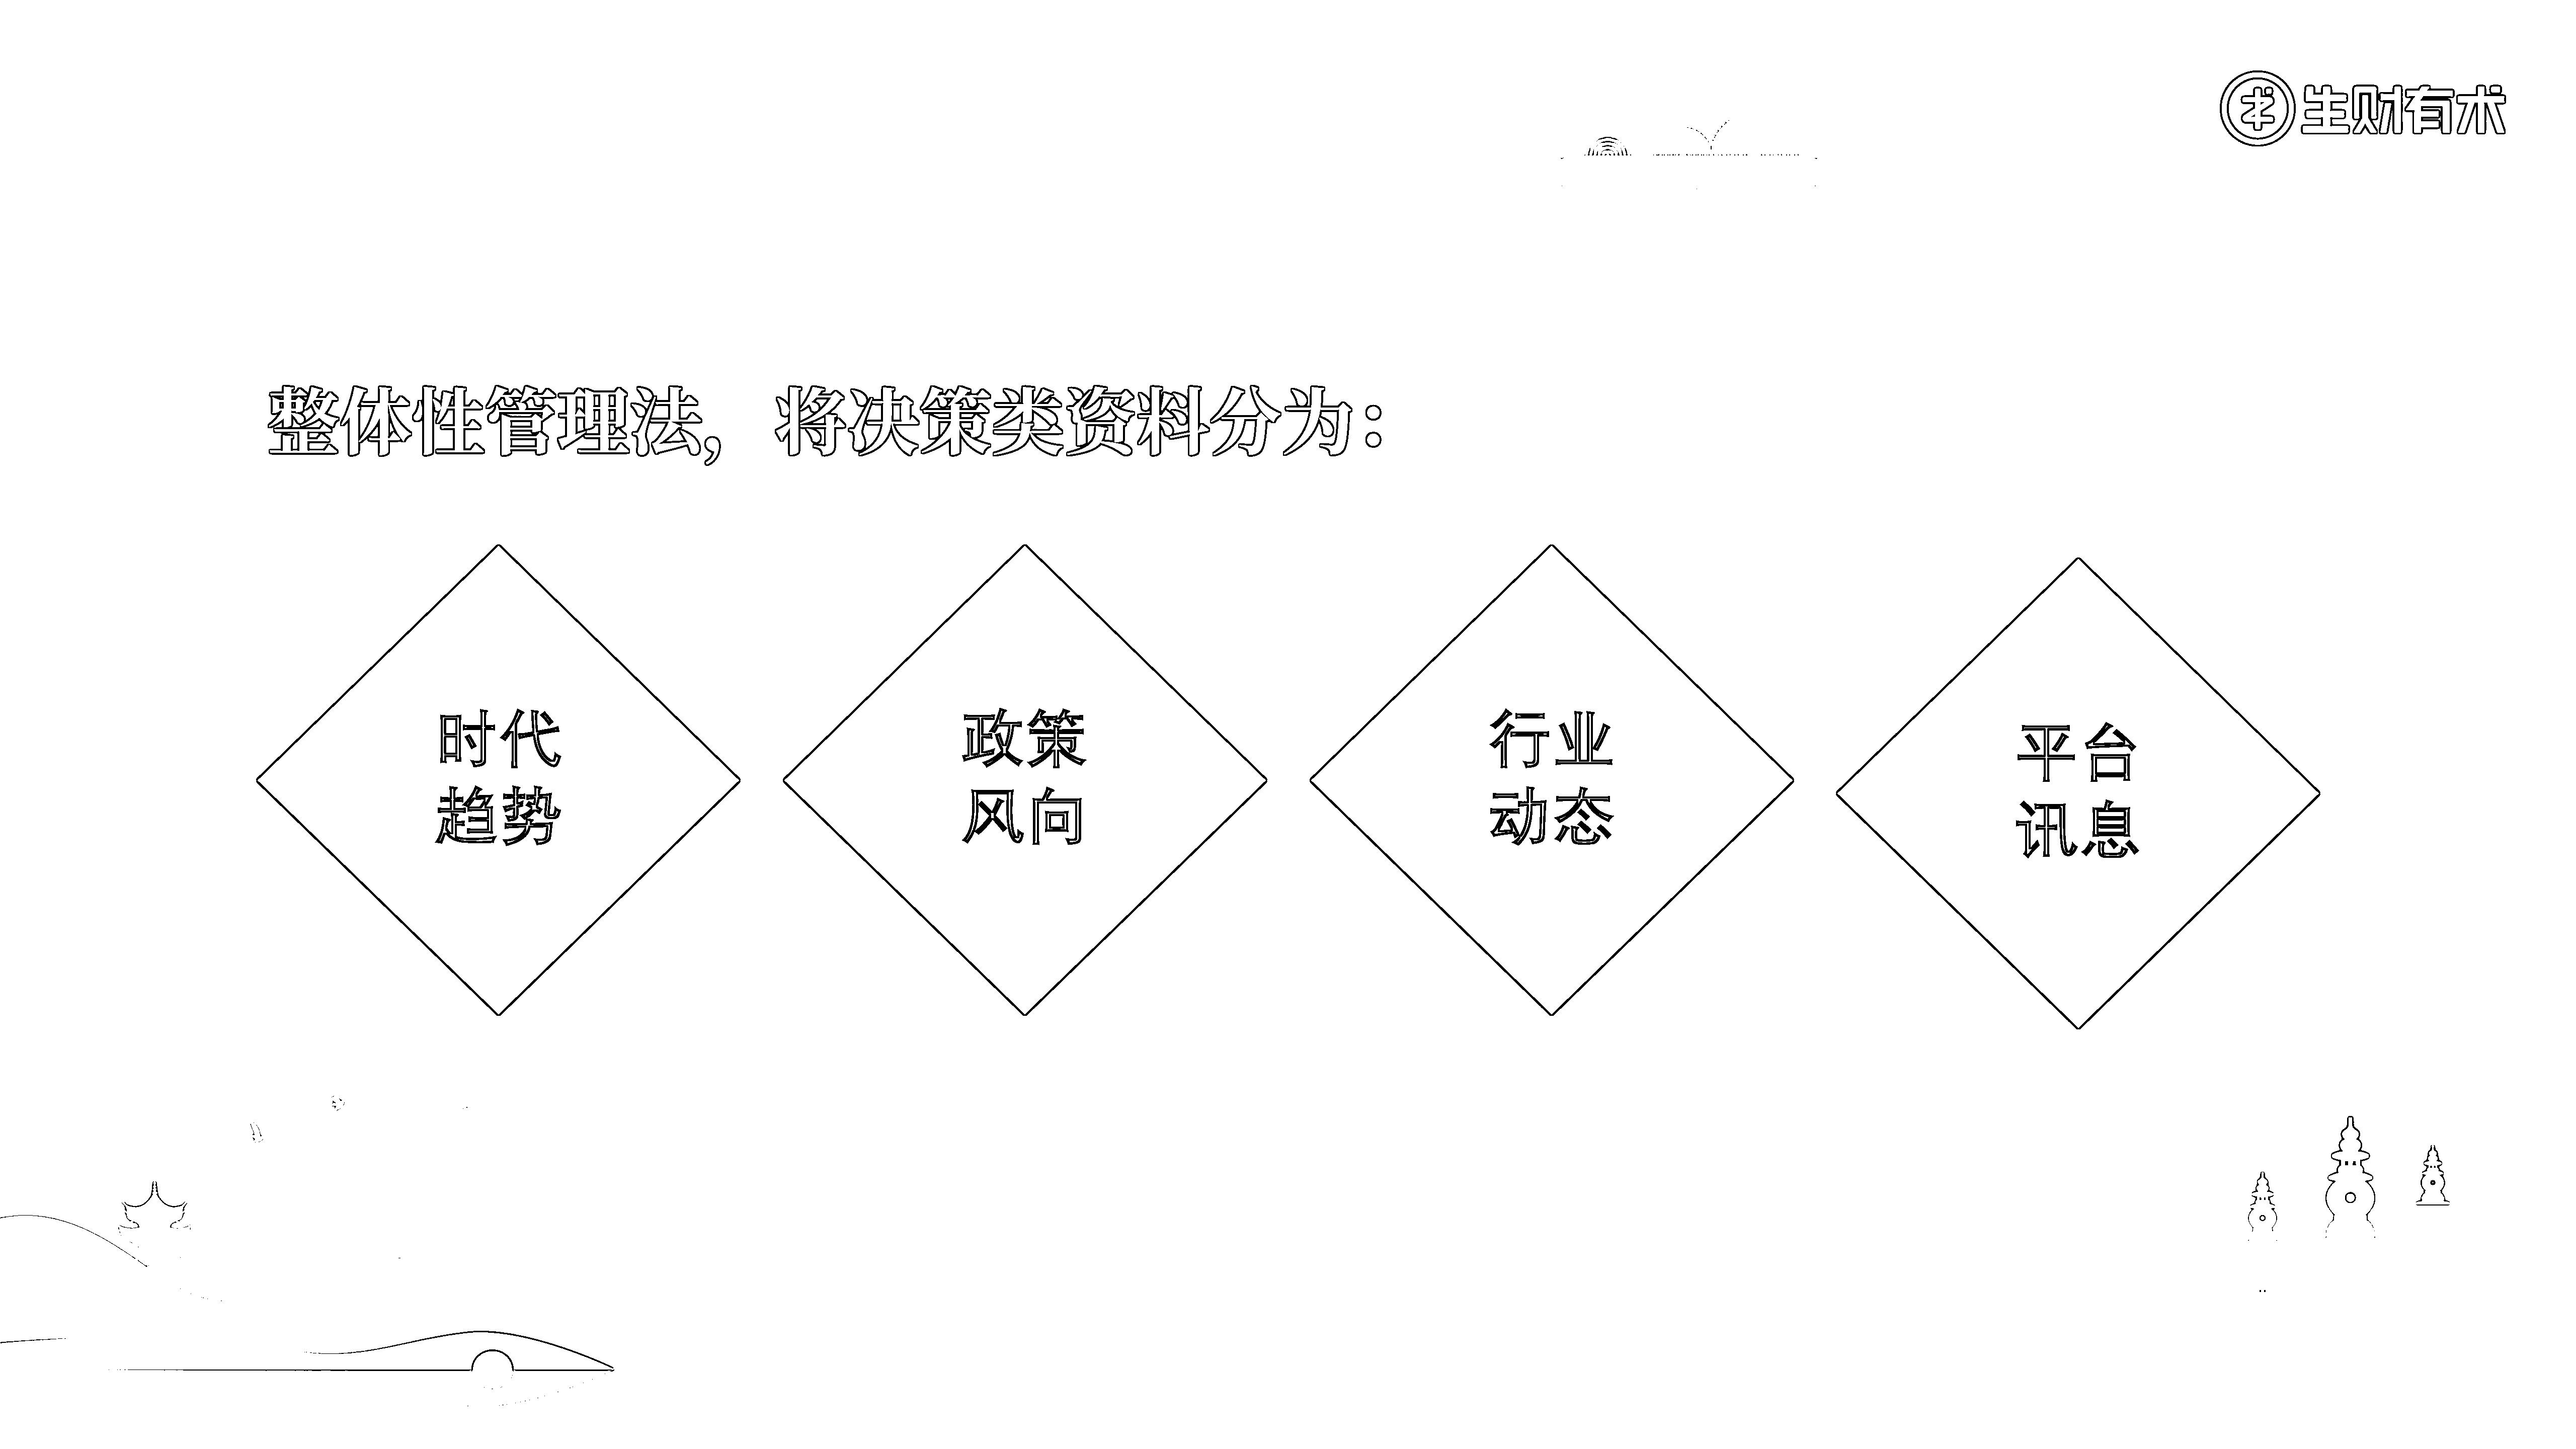 生财有术
整体性管理法，将决策类资料分为：
时代
趋势
政策
风向
行业
动态
平台
讯息